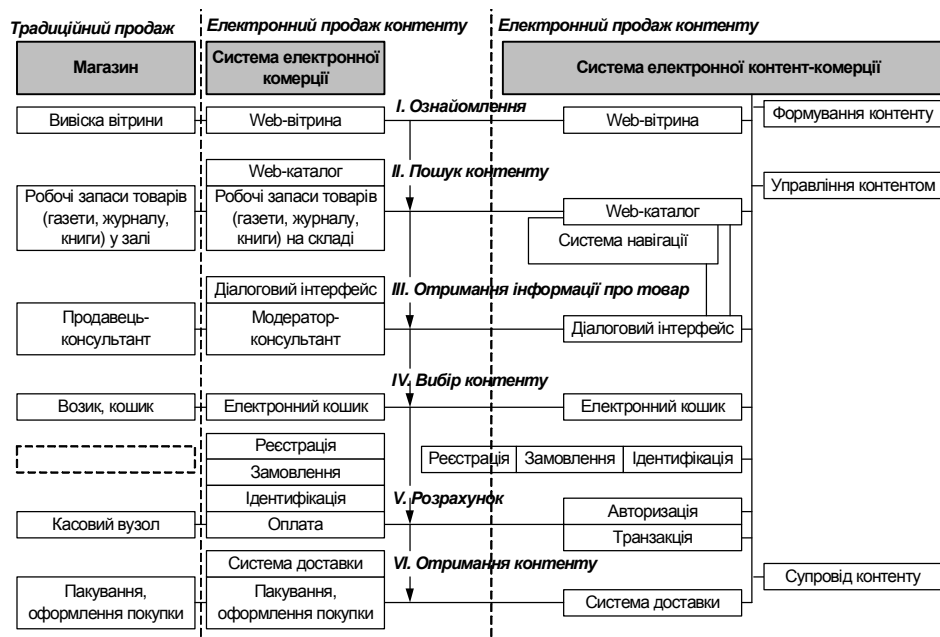 Традиційний продаж
Електронний продаж контенту
Електронний продаж контенту
Магазин
Система електронної
комерції
Система електронної контент-комерції
I. Ознайомлення
Вивіска вітрини
Web-вітрина
Web-вітрина
Формування контенту
II. Пошук контенту
Web-каталог
Робочі запаси товарів
(газети, журналу,
книги) у залі
Робочі запаси товарів
(газети, журналу,
книги) на складі
Web-каталог
Система навігації
Управління контентом
III. Отримання інформації про товар
Діалоговий інтерфейс
Продавець-
консультант
Модератор-
консультант
Діалоговий інтерфейс
IV. Вибір контенту
Возик, кошик
Електронний кошик
Електронний кошик
Реєстрація
Замовлення
Ідентифікація
Реєстрація
Замовлення
Ідентифікація
V. Розрахунок
Касовий вузол
Оплата
Авторизація
Транзакція
VI. Отримання контенту
Система доставки
Пакування,
оформлення покупки
Пакування,
оформлення покупки
Система доставки
Супровід контенту